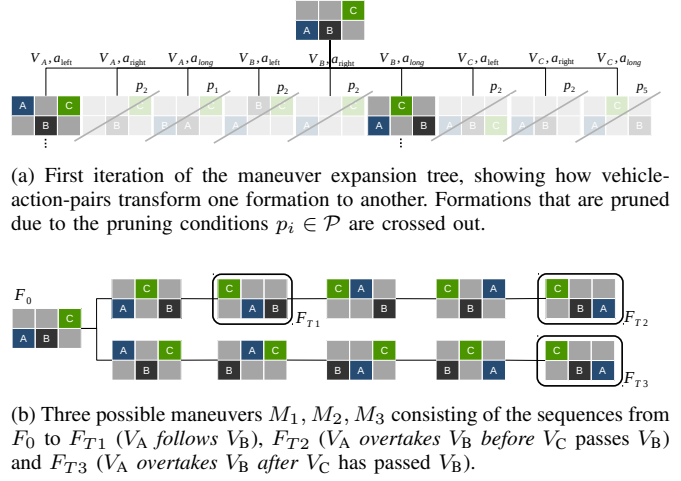 C
A B
V_A, a_left V_A, a_right V_A, a_long V_B, a_left V_B, a_right V_B, a_long V_C, a_left V_C, a_right V_C, a_long
p_2 p_1 p_2 p_2 p_2 p_2 p_5
A C C C B C C C C
B B A B A B A A B A B C A B A B
⋮ ⋮
(a) First iteration of the maneuver expansion tree, showing how vehicle-
action-pairs transform one formation to another. Formations that are pruned
due to the pruning conditions p_i ∈ P are crossed out.
F_0
C C C A C A C
A B A B B B B A
F_T1 F_T2
C
A B
A C A C C C C
B B B A B A B A
F_T3
(b) Three possible maneuvers M_1, M_2, M_3 consisting of the sequences from
F_0 to F_T1 (V_A follows V_B), F_T2 (V_A overtakes V_B before V_C passes V_B)
and F_T3 (V_A overtakes V_B after V_C has passed V_B).